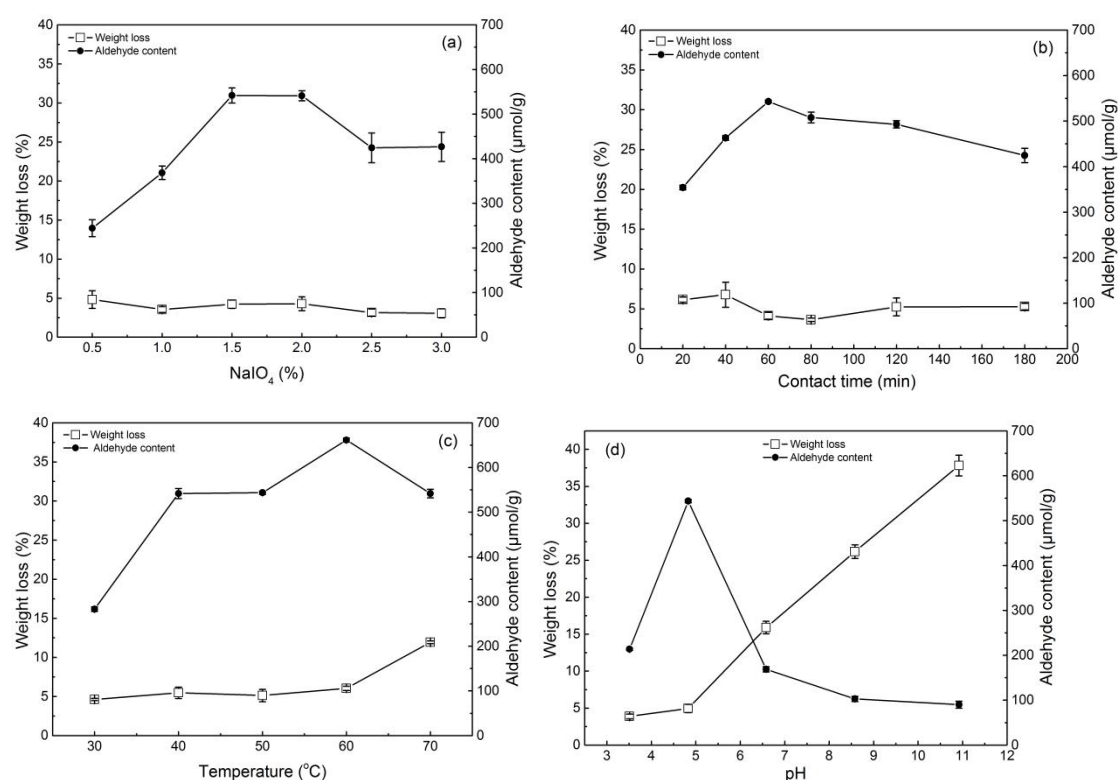 (a)
Weight loss
Aldehyde content
40
35
30
25
20
15
10
5
0
Weight loss (%)
700
600
500
400
300
200
100
0
Aldehyde content (μmol/g)
0.5 1.0 1.5 2.0 2.5 3.0
NaIO4 (%)
(b)
Weight loss
Aldehyde content
40
35
30
25
20
15
10
5
0
Weight loss (%)
700
600
500
400
300
200
100
0
Aldehyde content (μmol/g)
0 20 40 60 80 100 120 140 160 180 200
Contact time (min)
(c)
Weight loss
Aldehyde content
40
35
30
25
20
15
10
5
0
Weight loss (%)
700
600
500
400
300
200
100
0
Aldehyde content (μmol/g)
30 40 50 60 70
Temperature (°C)
(d)
Weight loss
Aldehyde content
40
35
30
25
20
15
10
5
0
Weight loss (%)
700
600
500
400
300
200
100
0
Aldehyde content (μmol/g)
3 4 5 6 7 8 9 10 11 12
pH